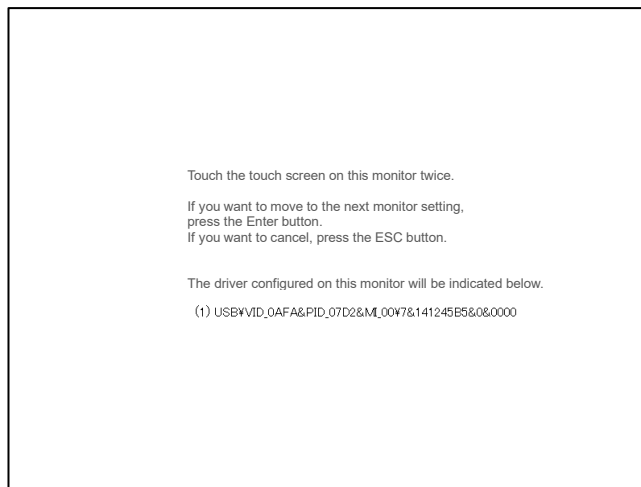 Touch the touch screen on this monitor twice.
If you want to move to the next monitor setting,
press the Enter button.
If you want to cancel, press the ESC button.
The driver configured on this monitor will be indicated below.
(1) USB¥VID_0AFA&PID_07D2&MI_00¥7&141245B5&0&0000